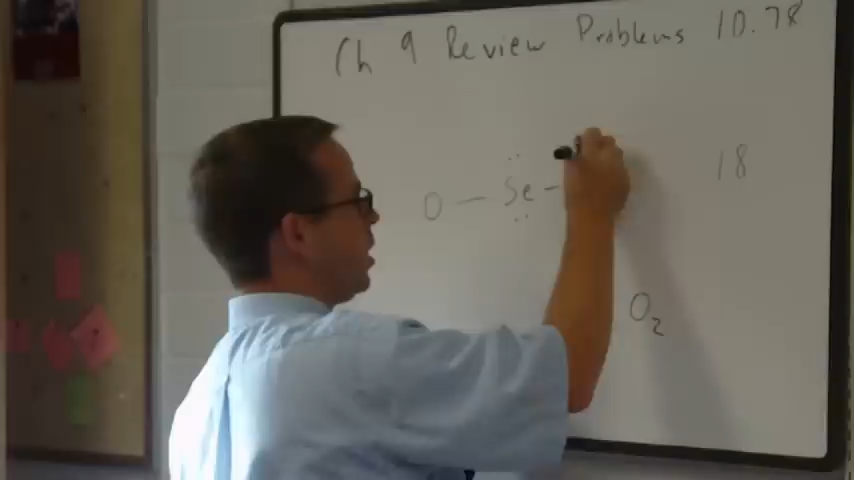 Ch 9 Review Problems 10.78
O — Se - 18
O2